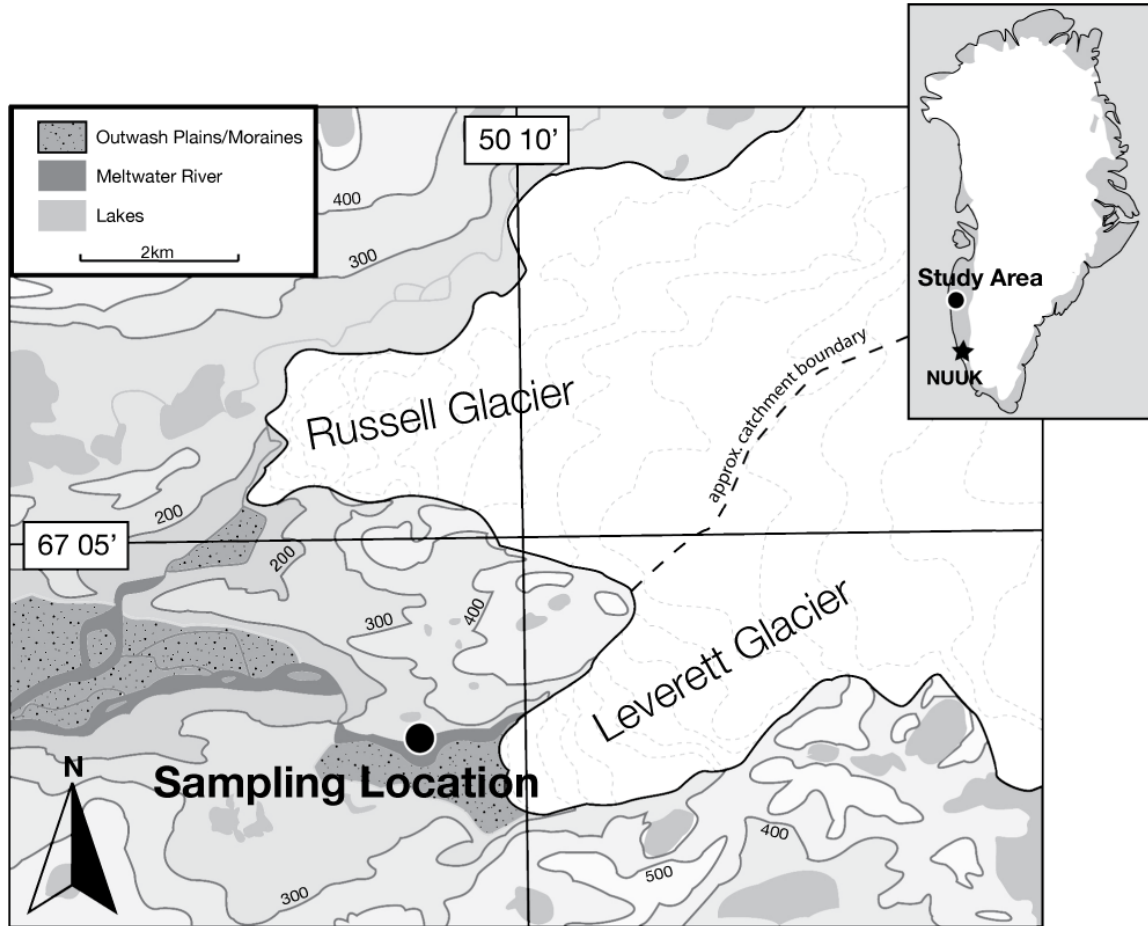 Outwash Plains/Moraines
Meltwater River
Lakes
2km
50 10'
400
300
Study Area
NUUK
approx. catchment boundary
Russell Glacier
200
67 05'
200
300
400
Leverett Glacier
Sampling Location
N
400
500
300